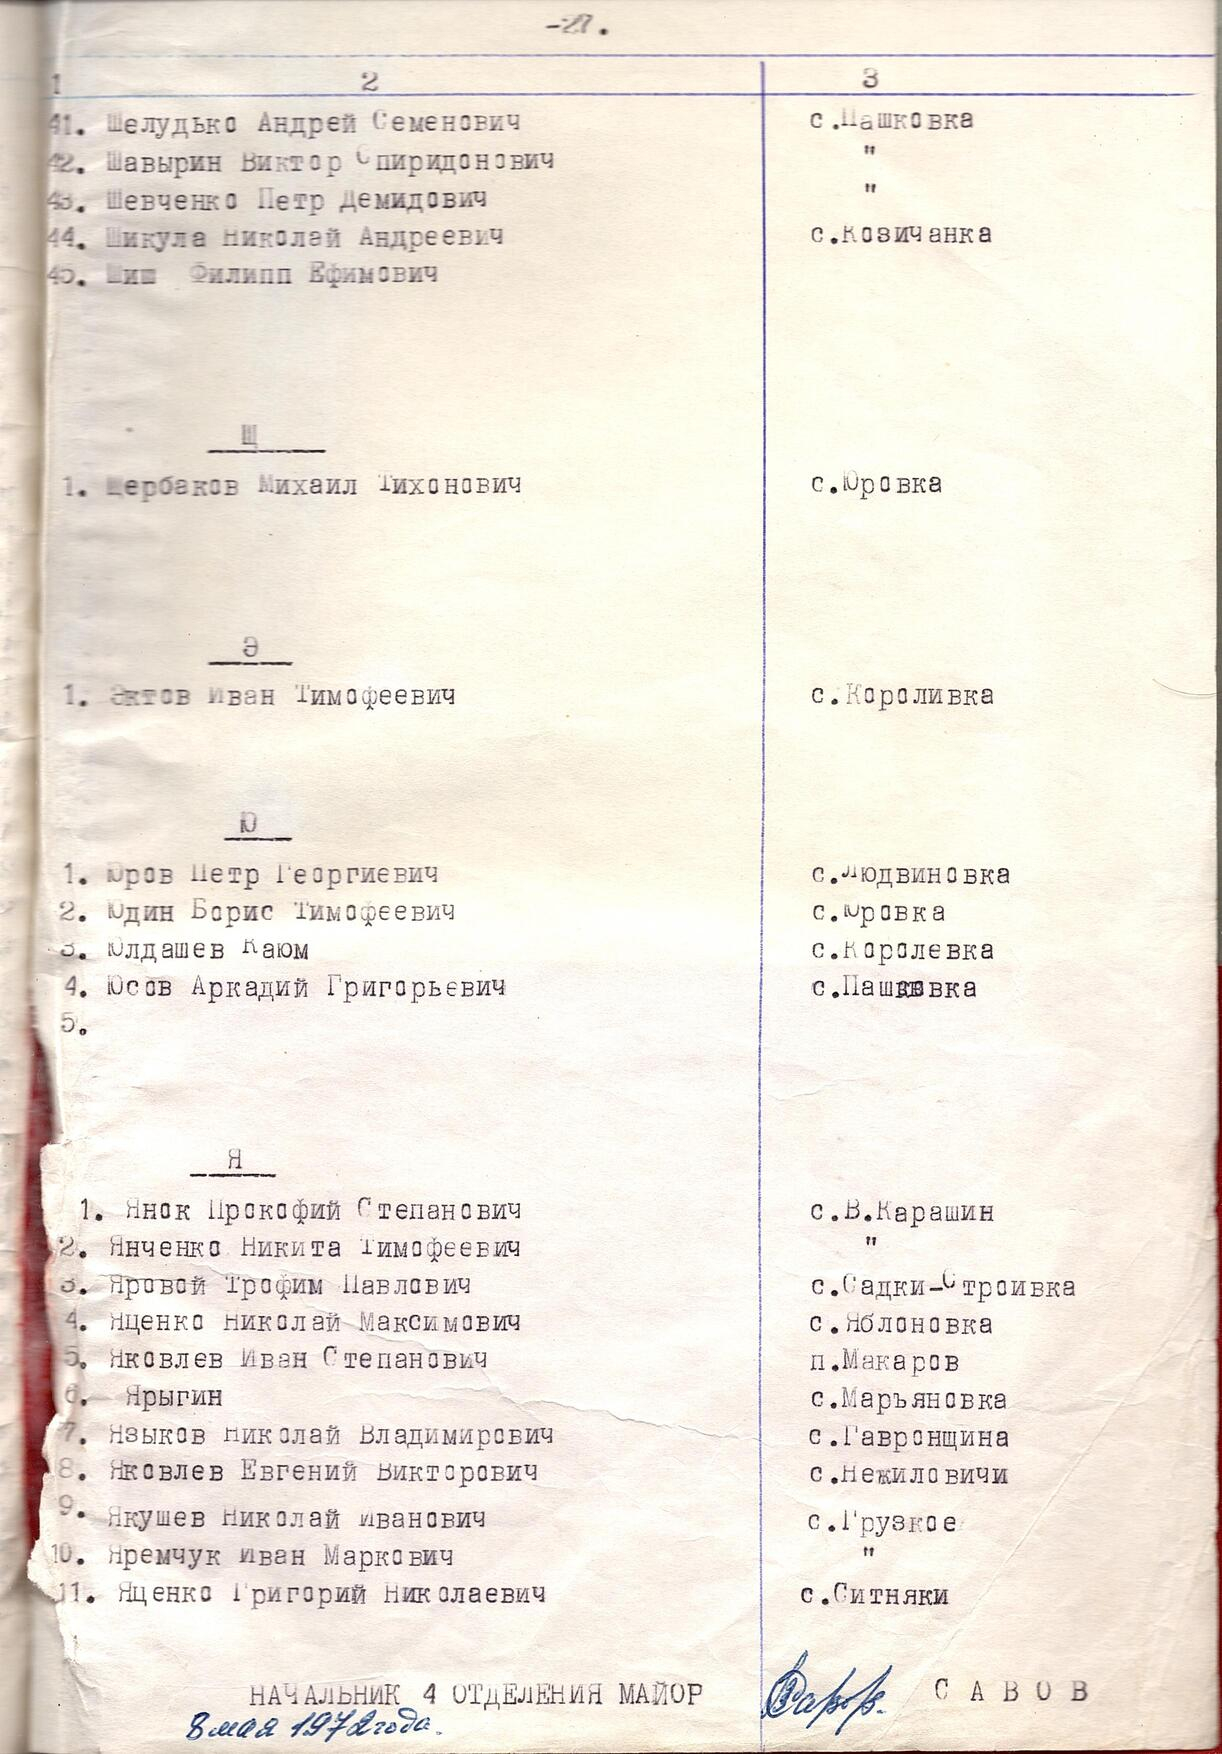 -27.
1 2 3
41. Шелудько Андрей Семенович с.Пашковка
42. Шавырин Виктор Спиридонович "
43. Шевченко Петр Демидович "
44. Шикула Николай Андреевич с.Козичанка
45. Шиш Филипп Ефимович
Щ
1. Щербаков Михаил Тихонович с.Юровка
Э
1. Эктов Иван Тимофеевич с.Короливка
Ю
1. Юров Петр Георгиевич с.Людвиновка
2. Юдин Борис Тимофеевич с.Юровка
3. Юлдашев Каюм с.Королевка
4. Юсов Аркадий Григорьевич с.Пашковка
5.
Я
1. Янок Прокофий Степанович с.В.Карашин
2. Янченко Никита Тимофеевич "
3. Яровой Трофим Павлович с.Садки-Строивка
4. Яценко Николай Максимович с.Яблоновка
5. Яковлев Иван Степанович п.Макаров
6. Ярыгин с.Марьяновка
7. Языков Николай Владимирович с.Гавронщина
8. Яковлев Евгений Викторович с.Нежиловичи
9. Якушев Николай Иванович с.Грузкое
10. Яремчук Иван Маркович "
11. Яценко Григорий Николаевич с.Ситняки
НАЧАЛЬНИК 4 ОТДЕЛЕНИЯ МАЙОР САВОВ
8 мая 1972 года.